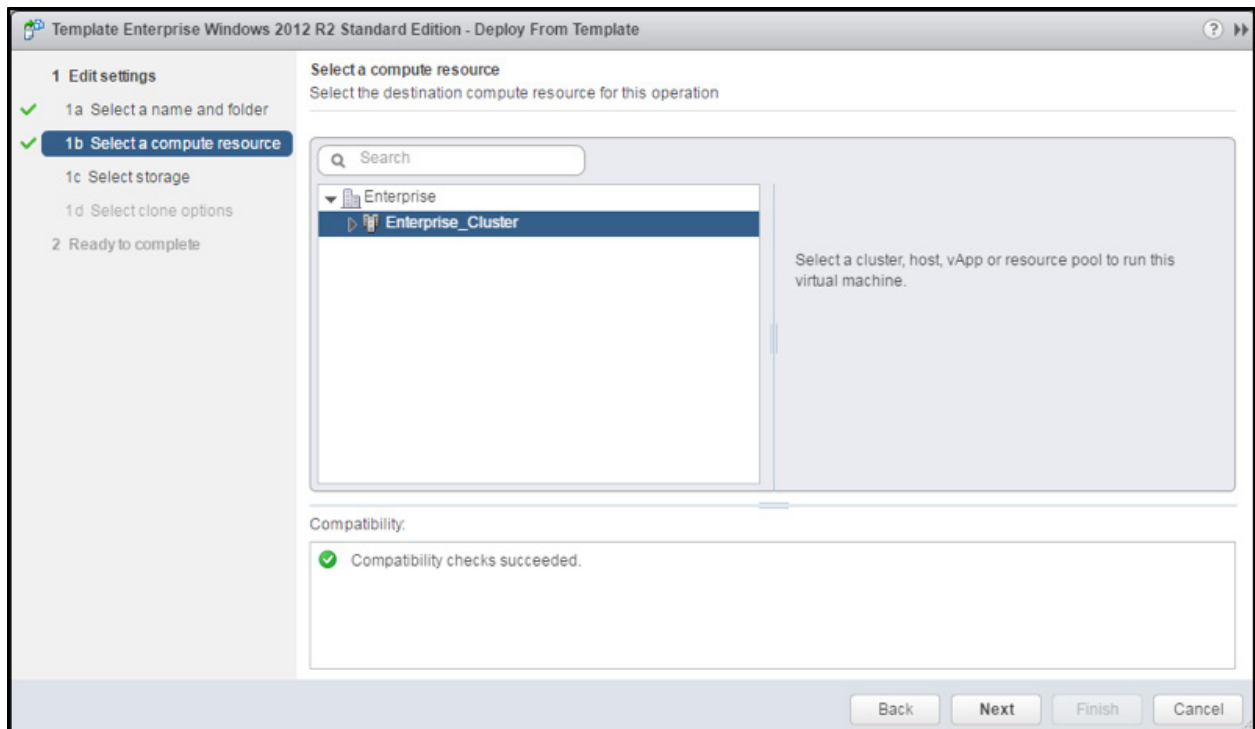 Template Enterprise Windows 2012 R2 Standard Edition - Deploy From Template
?
1 Edit settings
1a Select a name and folder
1b Select a compute resource
1c Select storage
1d Select clone options
2 Ready to complete
Select a compute resource
Select the destination compute resource for this operation
Search
Enterprise
Enterprise_Cluster
Select a cluster, host, vApp or resource pool to run this
virtual machine.
Compatibility:
Compatibility checks succeeded.
Back Next Finish Cancel